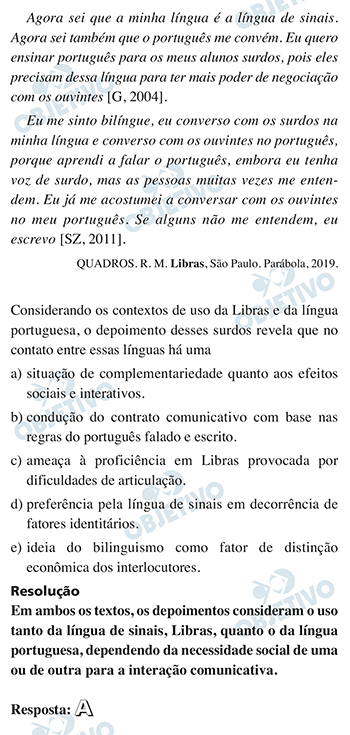 Agora sei que a minha língua é a língua de sinais.
Agora sei também que o português me convém. Eu quero
ensinar português para os meus alunos surdos, pois eles
precisam dessa língua para ter mais poder de negociação
com os ouvintes [G, 2004].
Eu me sinto bilíngue, eu converso com os surdos na
minha língua e converso com os ouvintes no português,
porque aprendi a falar o português, embora eu tenha
voz de surdo, mas as pessoas muitas vezes me enten-
dem. Eu já me acostumei a conversar com os ouvintes
no meu português. Se alguns não me entendem, eu
escrevo [SZ, 2011].
QUADROS. R. M. Libras, São Paulo. Parábola, 2019.
Considerando os contextos de uso da Libras e da língua
portuguesa, o depoimento desses surdos revela que no
contato entre essas línguas há uma
a) situação de complementariedade quanto aos efeitos
sociais e interativos.
b) condução do contrato comunicativo com base nas
regras do português falado e escrito.
c) ameaça à proficiência em Libras provocada por
dificuldades de articulação.
d) preferência pela língua de sinais em decorrência de
fatores identitários.
e) ideia do bilinguismo como fator de distinção
econômica dos interlocutores.
Resolução
Em ambos os textos, os depoimentos consideram o uso
tanto da língua de sinais, Libras, quanto o da língua
portuguesa, dependendo da necessidade social de uma
ou de outra para a interação comunicativa.
Resposta: A
OBJETIVO
OBJETIVO
OBJETIVO
OBJETIVO
OBJETIVO
OBJETIVO
OBJETIVO